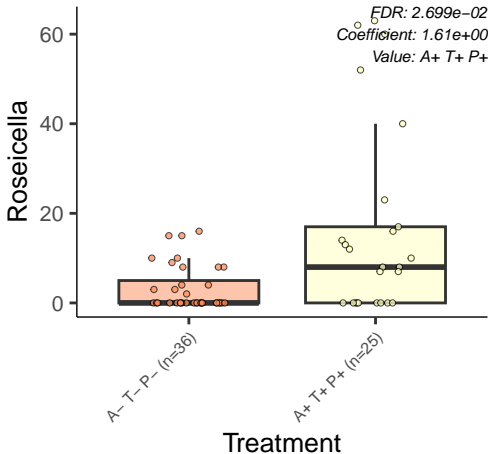 FDR: 2.699e−02
Coefficient: 1.61e+00
Value: A+ T+ P+
Roseicella
60
40
20
0
A− T− P− (n=36)
A+ T+ P+ (n=25)
Treatment